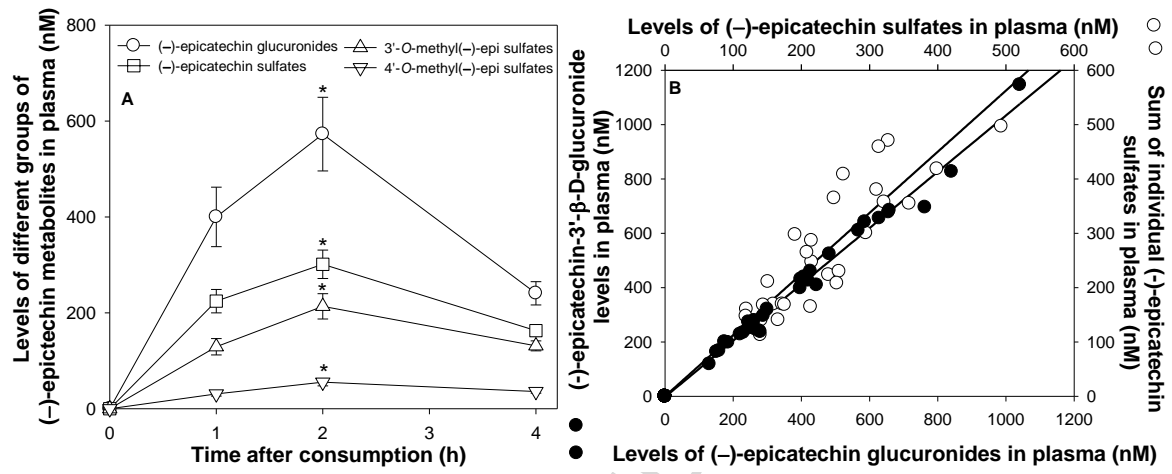 Levels of different groups of
(–)-epictechin metabolites in plasma (nM)
800
600
400
200
0
(–)-epicatechin glucuronides
(–)-epicatechin sulfates
3'-O-methyl(–)-epi sulfates
4'-O-methyl(–)-epi sulfates
A
*
*
*
*
0 1 2 3 4
Time after consumption (h)
Levels of (–)-epicatechin sulfates in plasma (nM)
0 100 200 300 400 500 600
B
(-)-epicatechin-3'-β-D-glucuronide
levels in plasma (nM)
1200
1000
800
600
400
200
0
600
500
400
300
200
100
0
Sum of individual (-)-epicatechin
sulfates in plasma (nM)
0 200 400 600 800 1000 1200
Levels of (–)-epicatechin glucuronides in plasma (nM)